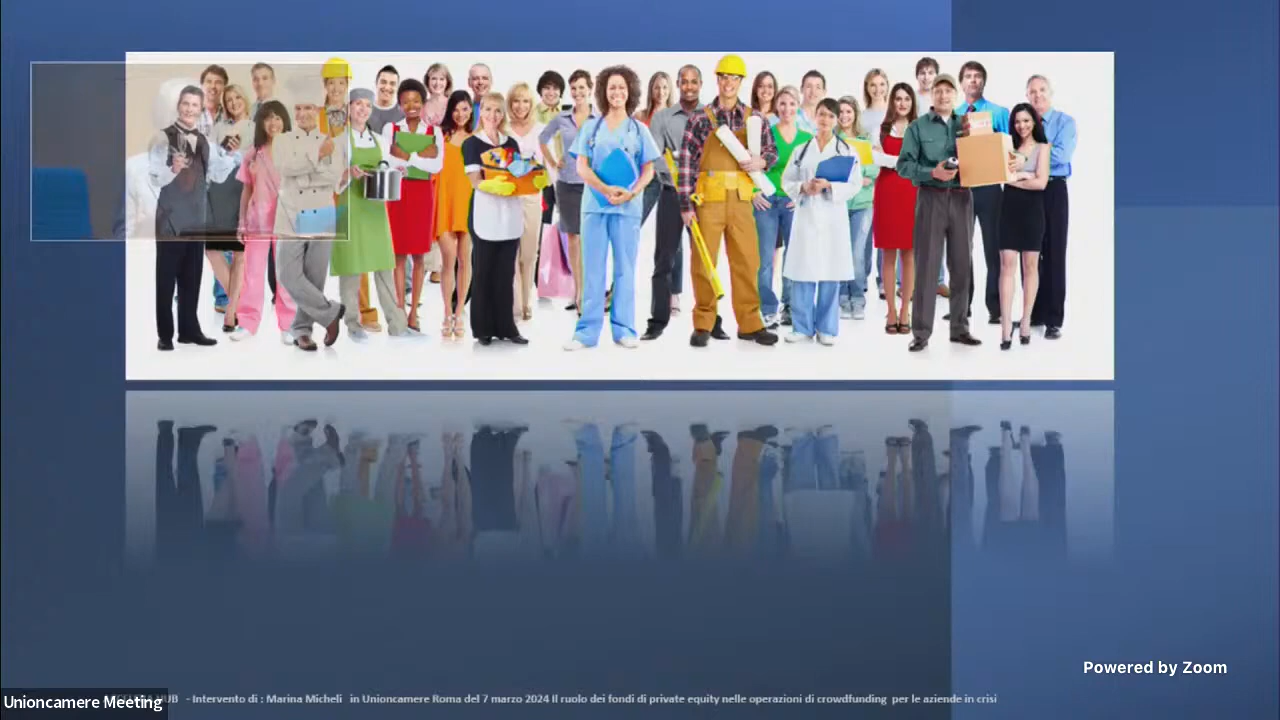 Powered by Zoom
Unioncamere Meeting
HUB - Intervento di : Marina Micheli in Unioncamere Roma del 7 marzo 2024 Il ruolo dei fondi di private equity nelle operazioni di crowdfunding per le aziende in crisi